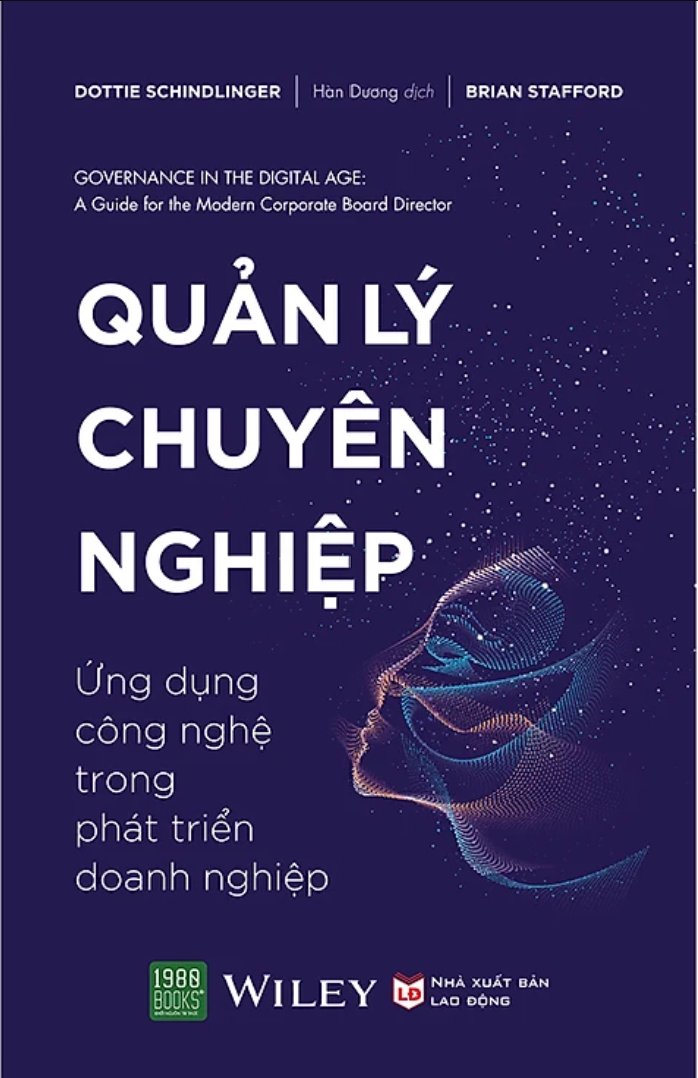 DOTTIE SCHINDLINGER | Hàn Dương dịch | BRIAN STAFFORD
GOVERNANCE IN THE DIGITAL AGE:
A Guide for the Modern Corporate Board Director
QUẢN LÝ
CHUYÊN
NGHIỆP
Ứng dụng
công nghệ
trong
phát triển
doanh nghiệp
1980
BOOKS
WILEY
LĐ
NHÀ XUẤT BẢN
LAO ĐỘNG